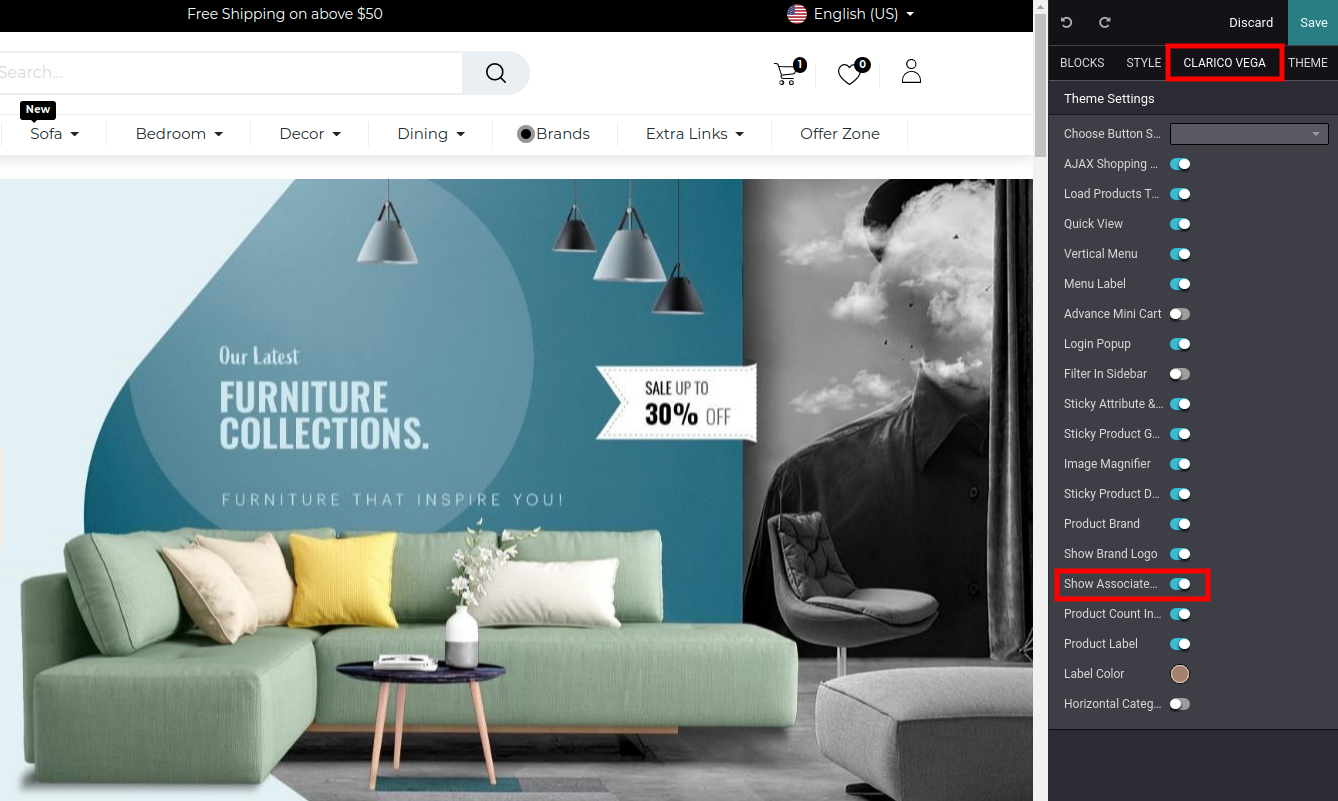 Free Shipping on above $50
English (US)
Discard
Save
Search...
1
0
BLOCKS
STYLE
CLARICO VEGA
THEME
New
Sofa
Bedroom
Decor
Dining
Brands
Extra Links
Offer Zone
Our Latest
FURNITURE
COLLECTIONS.
FURNITURE THAT INSPIRE YOU!
SALE UP TO
30% OFF
Theme Settings
Choose Button S...
AJAX Shopping ...
Load Products T...
Quick View
Vertical Menu
Menu Label
Advance Mini Cart
Login Popup
Filter In Sidebar
Sticky Attribute &...
Sticky Product G...
Image Magnifier
Sticky Product D...
Product Brand
Show Brand Logo
Show Associate...
Product Count In...
Product Label
Label Color
Horizontal Categ...